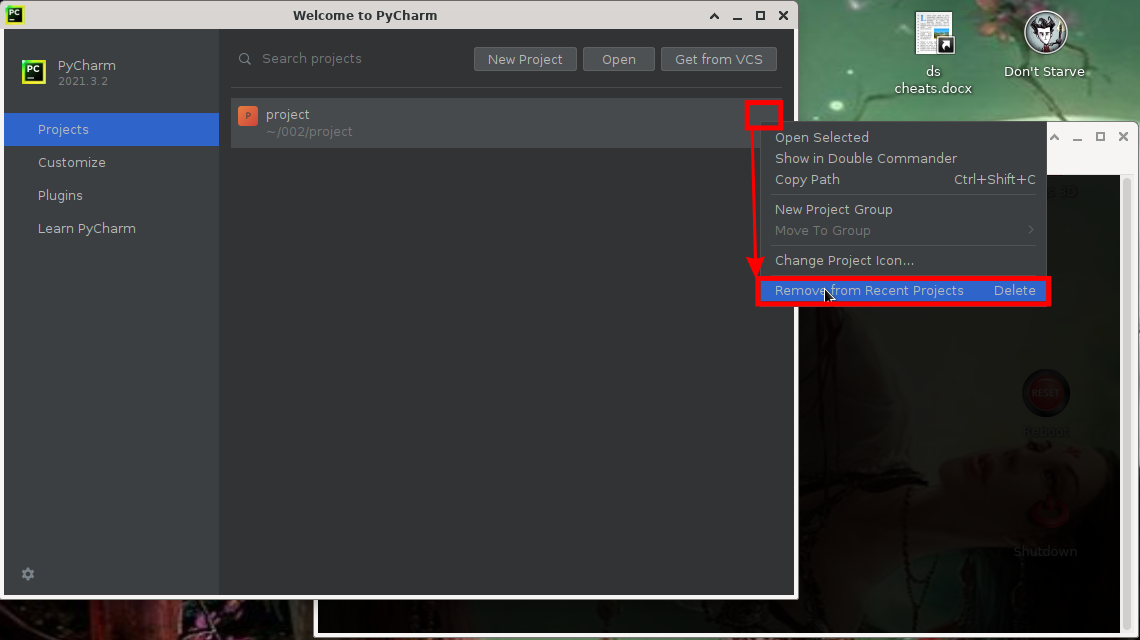 PC
Welcome to PyCharm
PC
PyCharm
2021.3.2
Projects
Customize
Plugins
Learn PyCharm
Search projects
New Project
Open
Get from VCS
P
project
~/002/project
Open Selected
Show in Double Commander
Copy Path Ctrl+Shift+C
New Project Group
Move To Group
Change Project Icon...
Remove from Recent Projects Delete
ds
cheats.docx
Don't Starve
3D
RESET
Reboot
Shutdown